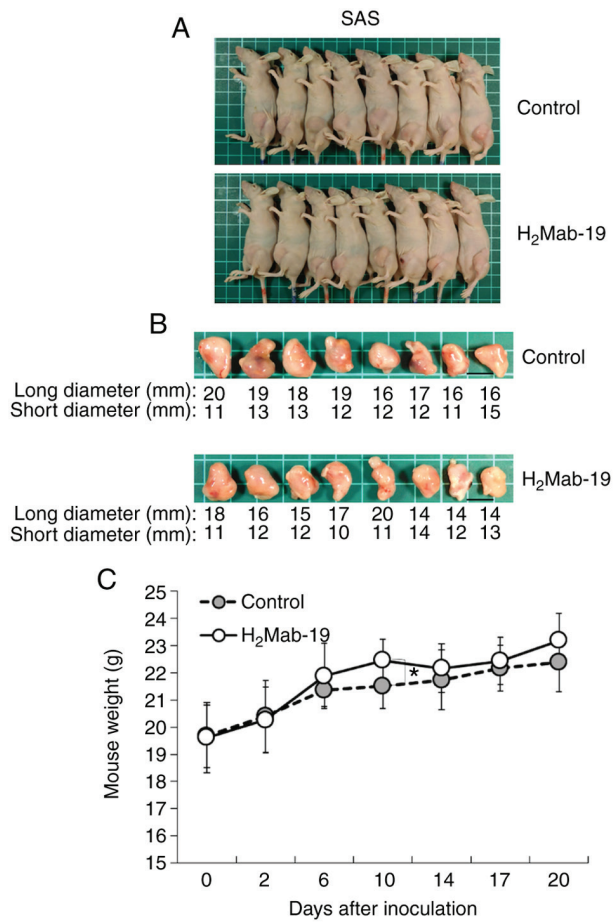 SAS
A
Control
H₂Mab-19
B
Control
Long diameter (mm): 20 19 18 19 16 17 16 16
Short diameter (mm): 11 13 13 12 12 12 11 15
H₂Mab-19
Long diameter (mm): 18 16 15 17 20 14 14 14
Short diameter (mm): 11 12 12 10 11 14 12 13
C
Control
H₂Mab-19
Mouse weight (g)
25
24
23
22
21
20
19
18
17
16
15
*
0 2 6 10 14 17 20
Days after inoculation